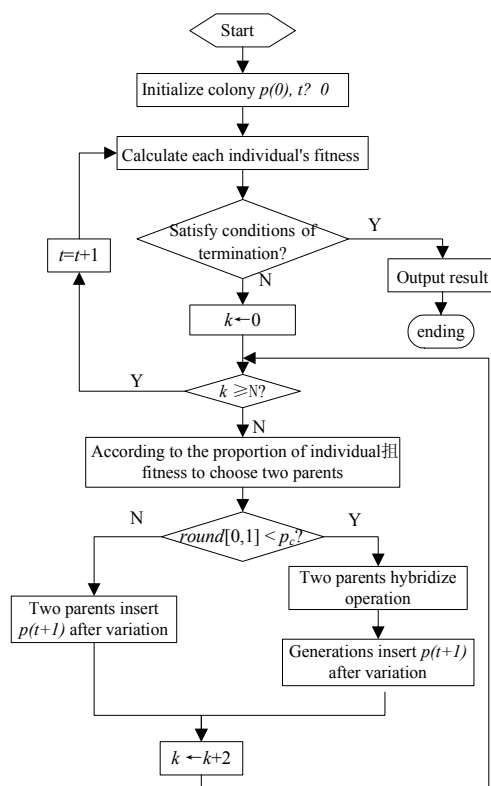 Start
Initialize colony p(0), t? 0
Calculate each individual's fitness
Satisfy conditions of
termination?
Y
N
t=t+1
Output result
ending
k←0
Y
k ≥N?
N
According to the proportion of individual抯
fitness to choose two parents
N
round[0,1] < pc?
Y
Two parents hybridize
operation
Two parents insert
p(t+1) after variation
Generations insert p(t+1)
after variation
k ←k+2